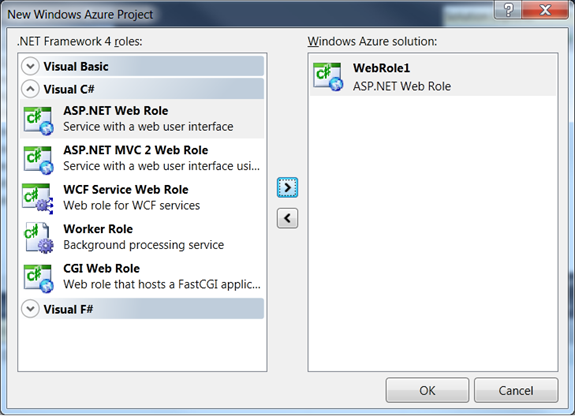 New Windows Azure Project
.NET Framework 4 roles:
Windows Azure solution:
Visual Basic
Visual C#
ASP.NET Web Role
Service with a web user interface
ASP.NET MVC 2 Web Role
Service with a web user interface usi...
WCF Service Web Role
Web role for WCF services
Worker Role
Background processing service
CGI Web Role
Web role that hosts a FastCGI applic...
Visual F#
WebRole1
ASP.NET Web Role
OK
Cancel